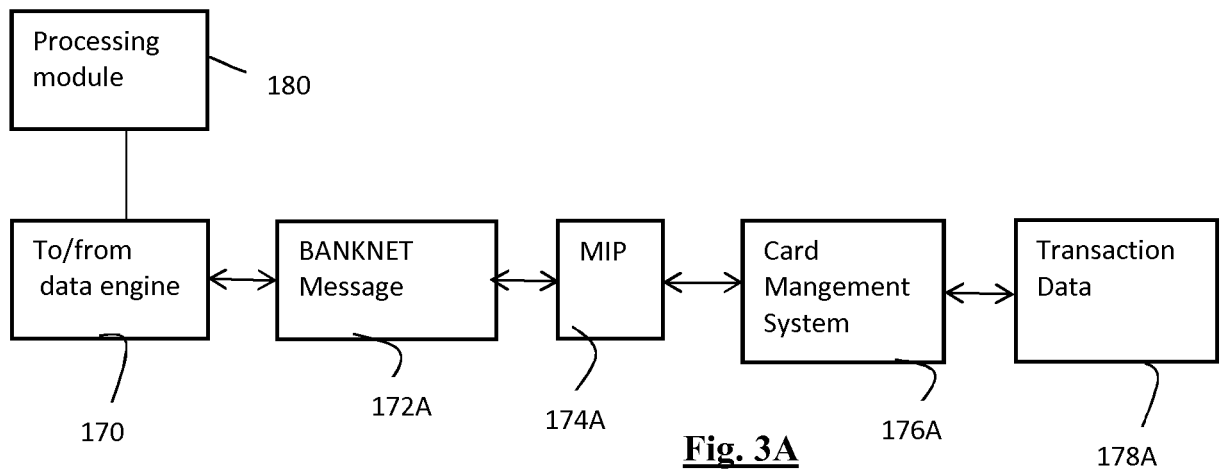 Processing
module
180
To/from
data engine
170
BANKNET
Message
172A
MIP
174A
Card
Mangement
System
176A
Transaction
Data
178A
Fig. 3A